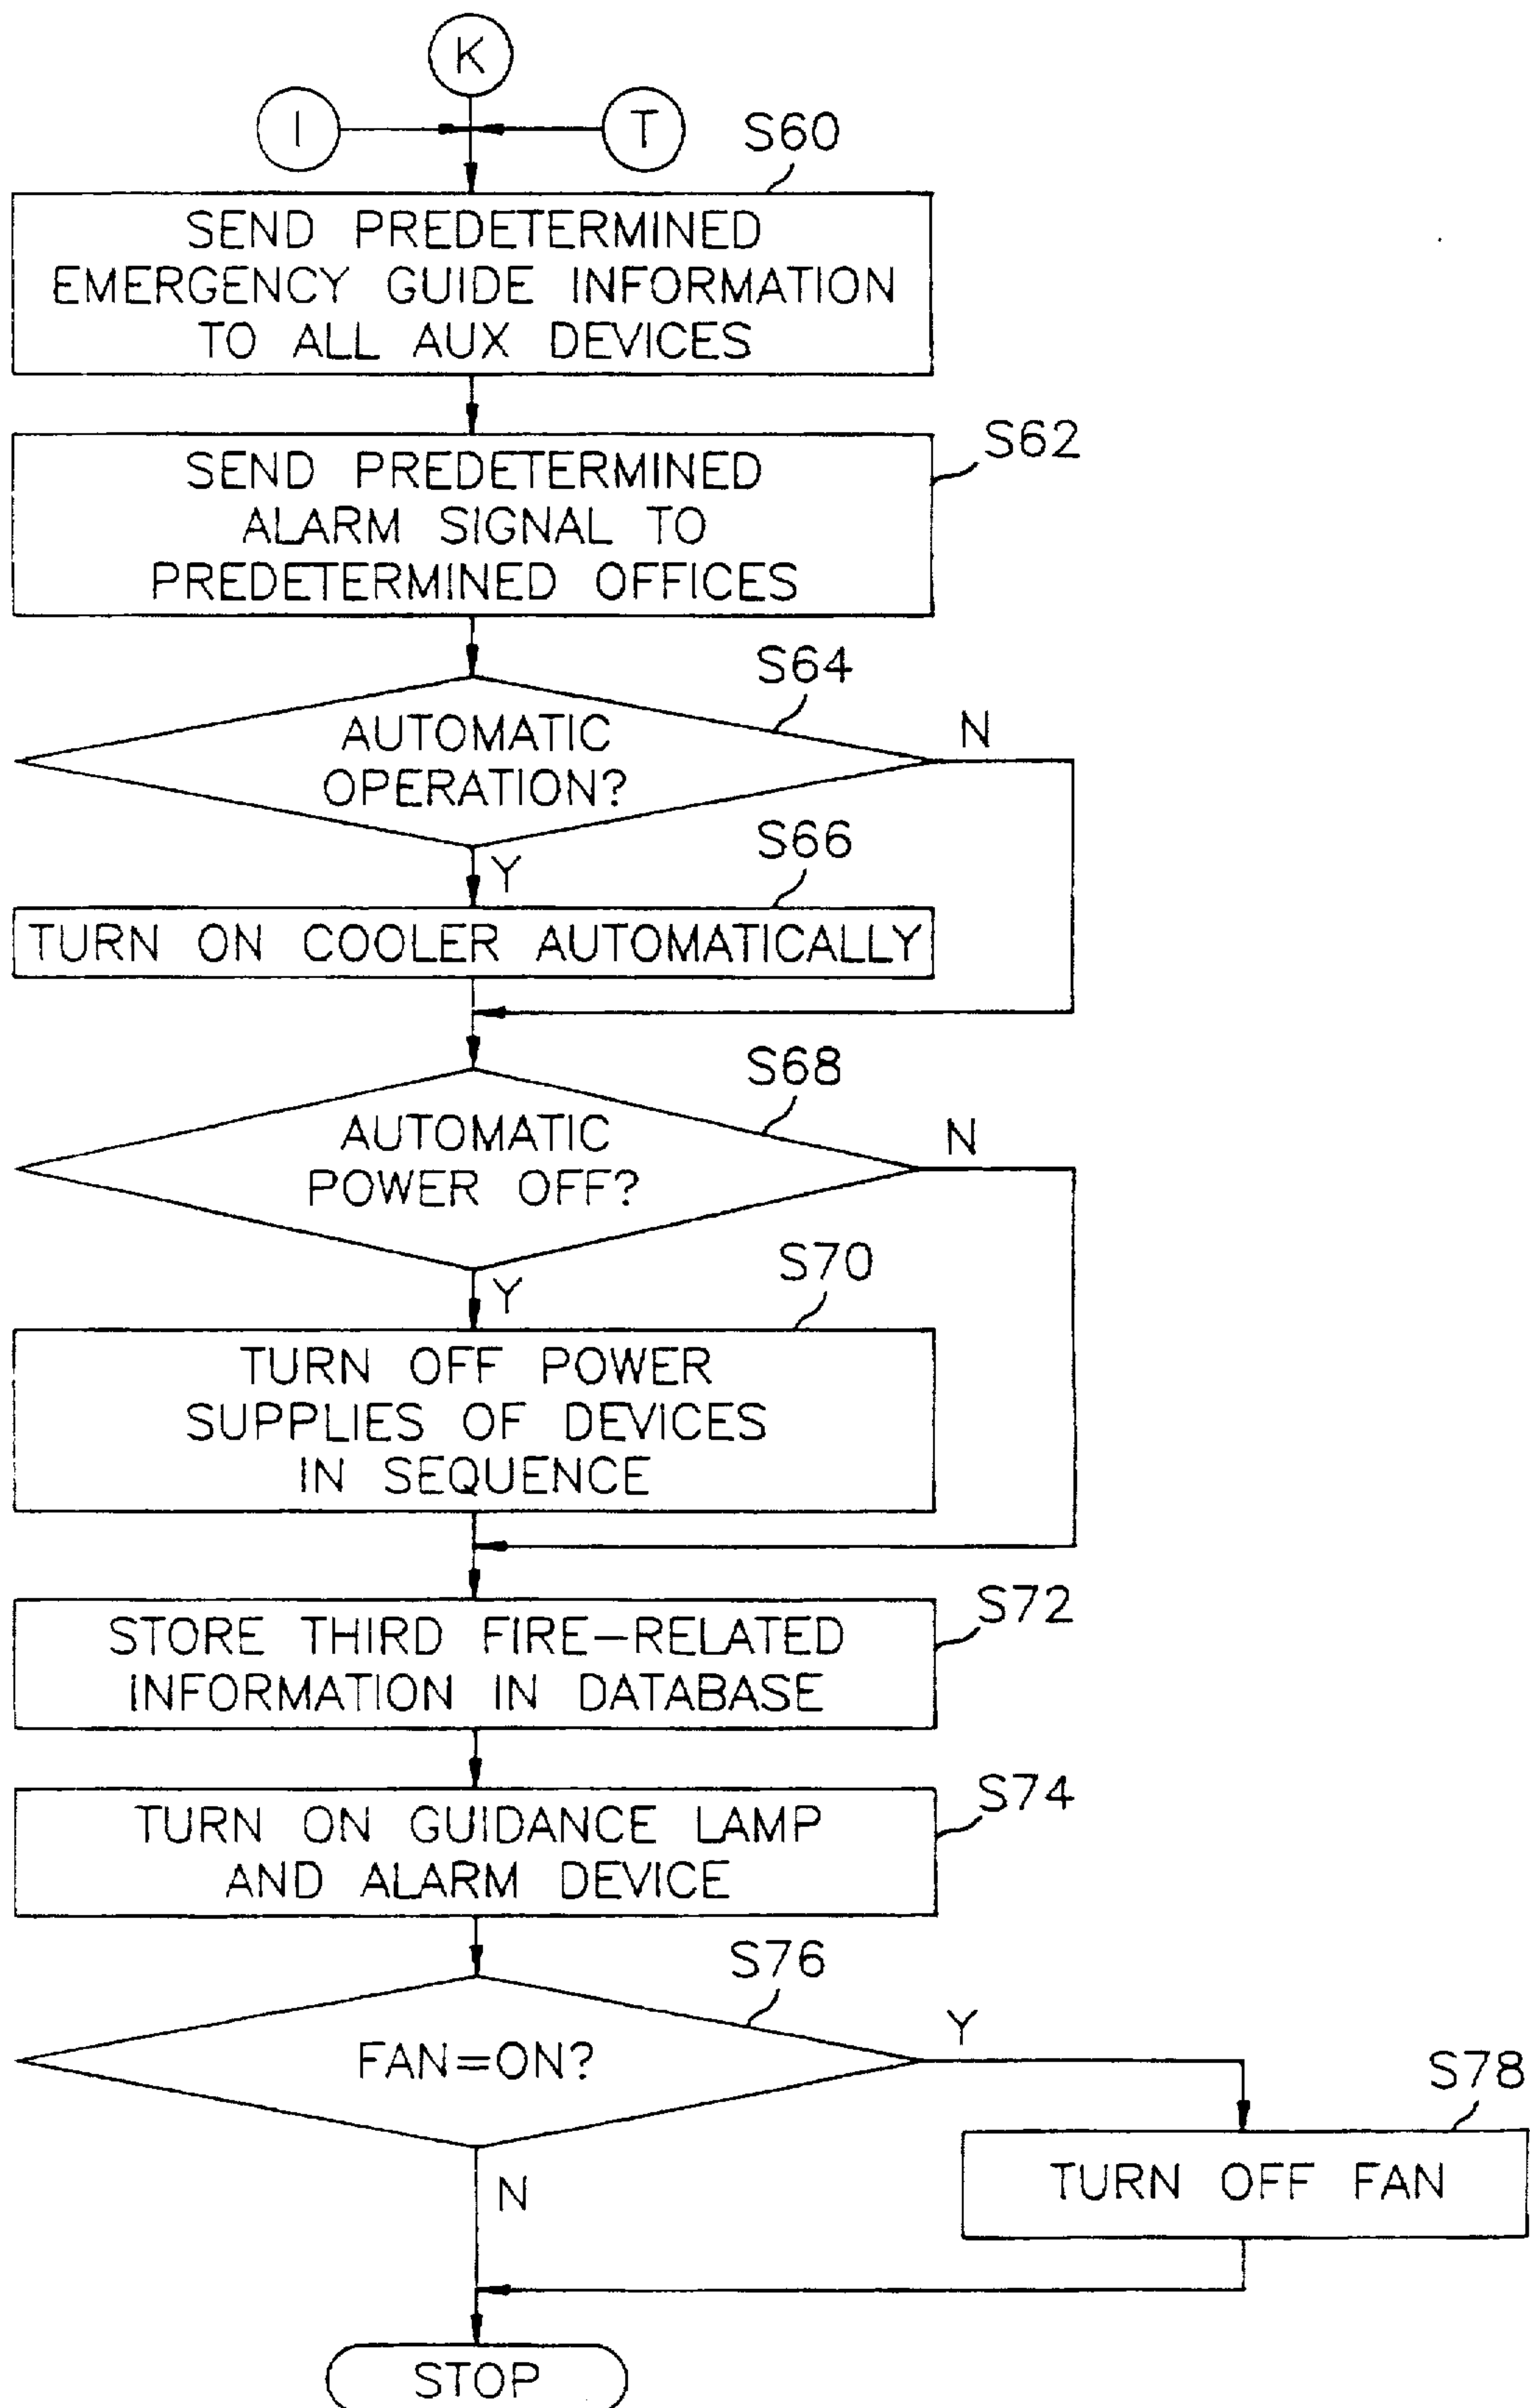 K
I
T
S60
SEND PREDETERMINED
EMERGENCY GUIDE INFORMATION
TO ALL AUX DEVICES
S62
SEND PREDETERMINED
ALARM SIGNAL TO
PREDETERMINED OFFICES
S64
AUTOMATIC
OPERATION?
N
Y
S66
TURN ON COOLER AUTOMATICALLY
S68
AUTOMATIC
POWER OFF?
N
Y
S70
TURN OFF POWER
SUPPLIES OF DEVICES
IN SEQUENCE
S72
STORE THIRD FIRE-RELATED
INFORMATION IN DATABASE
S74
TURN ON GUIDANCE LAMP
AND ALARM DEVICE
S76
FAN=ON?
Y
N
S78
TURN OFF FAN
STOP